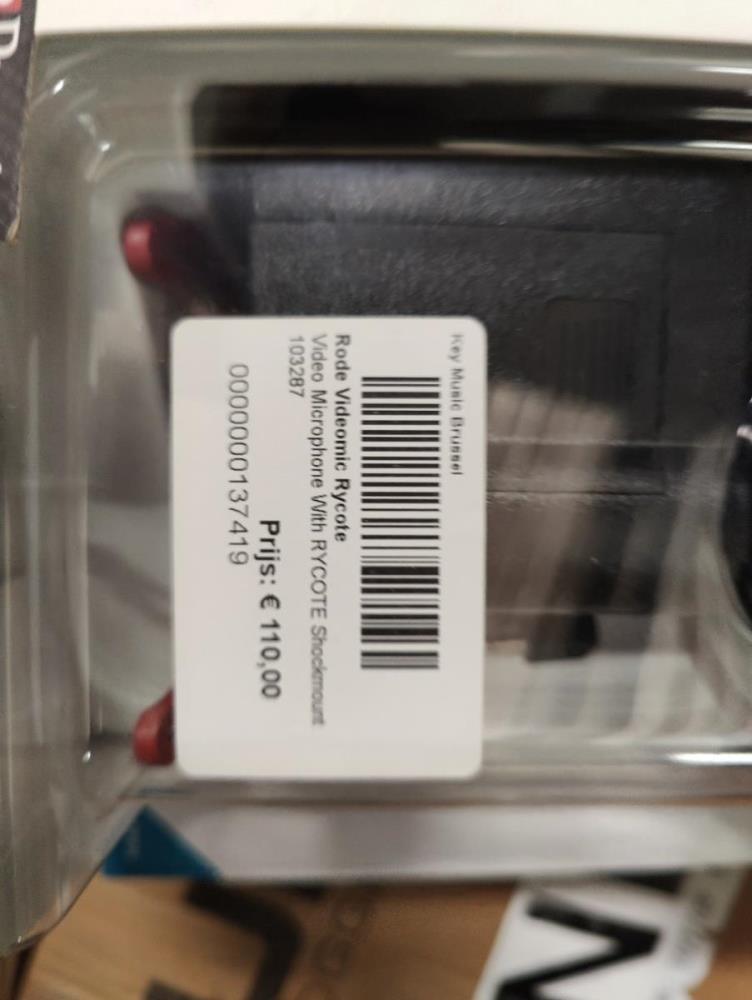 Key Music Brussel
Rode Videomic Rycote
Video Microphone With RYCOTE Shockmount
103287
Prijs: € 110,00
0000000137419